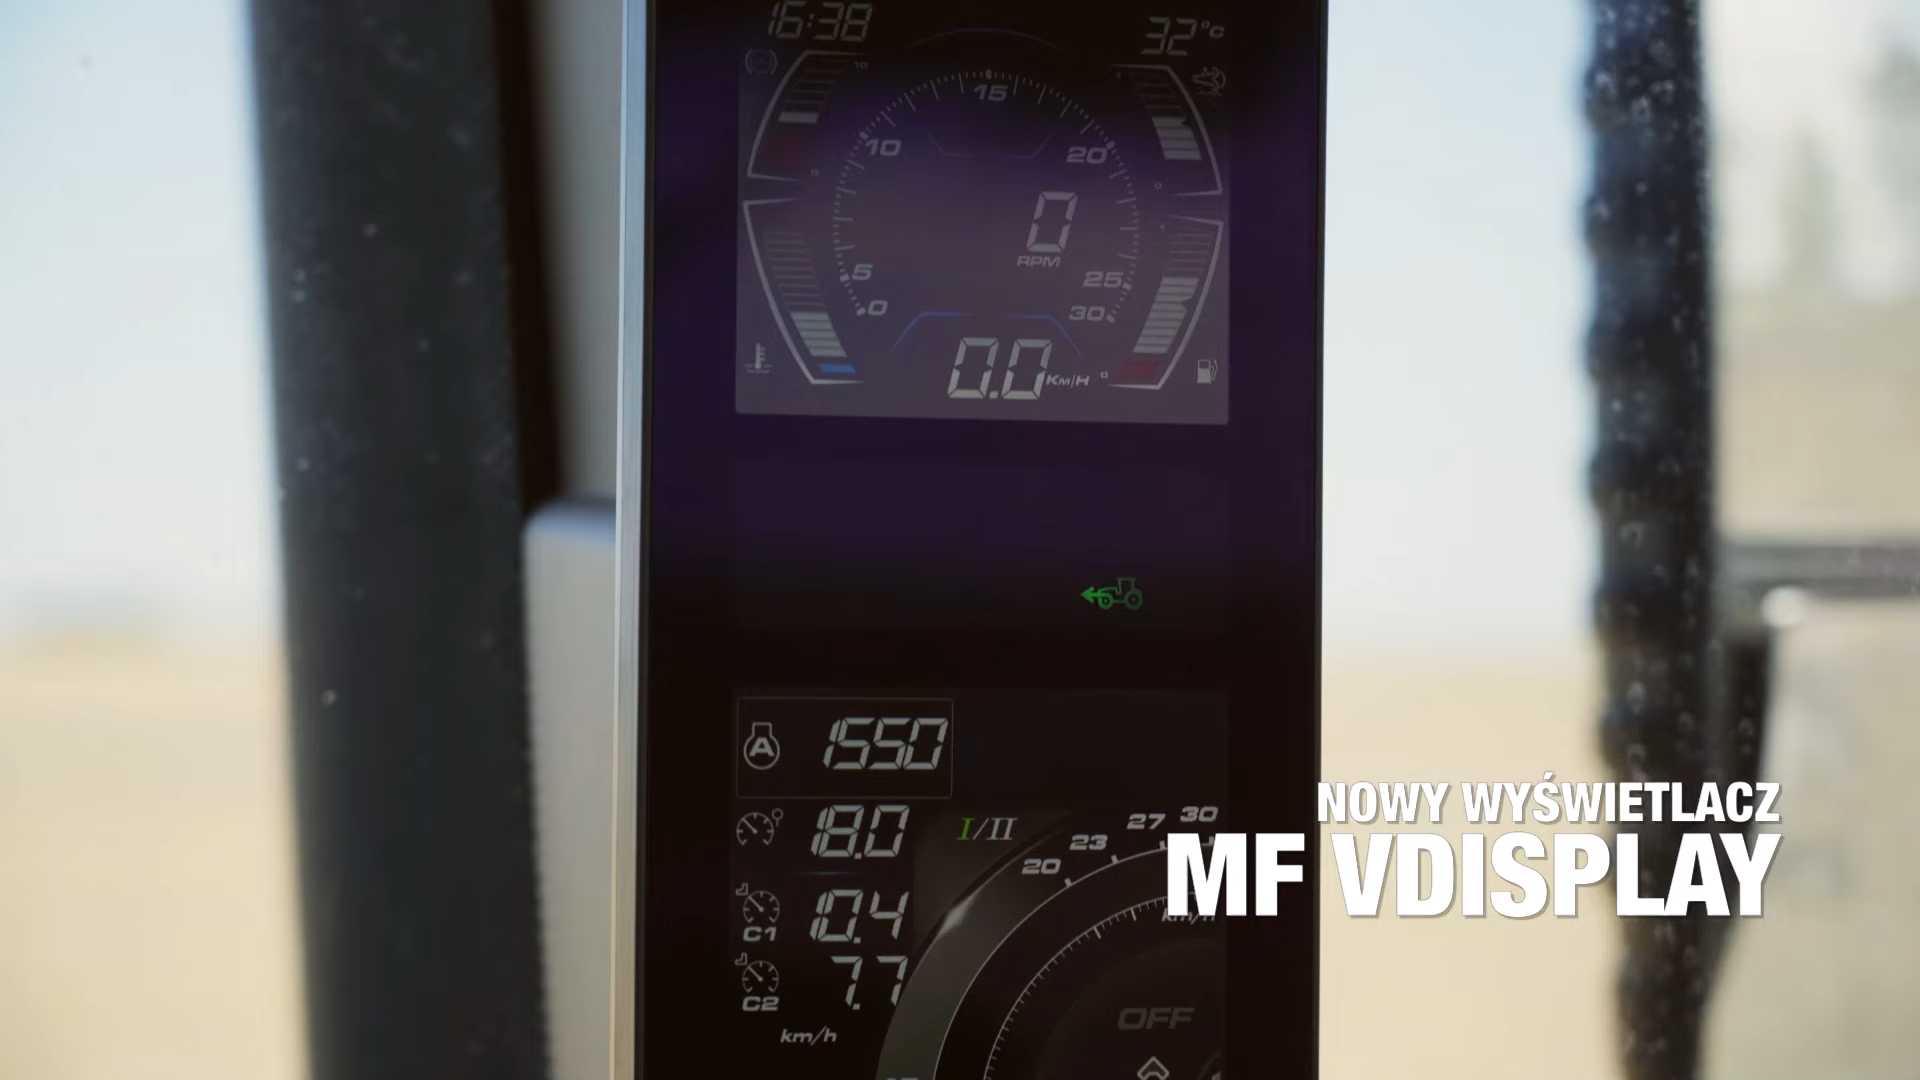 16:38
32°C
15
10
20
0
RPM
5
25
0
30
0.0 KM/H
A 1550
18.0
I/II
27
30
23
20
C1 10.4
km/h
C2 7.7
km/h
OFF
NOWY WYŚWIETLACZ
MF VDISPLAY